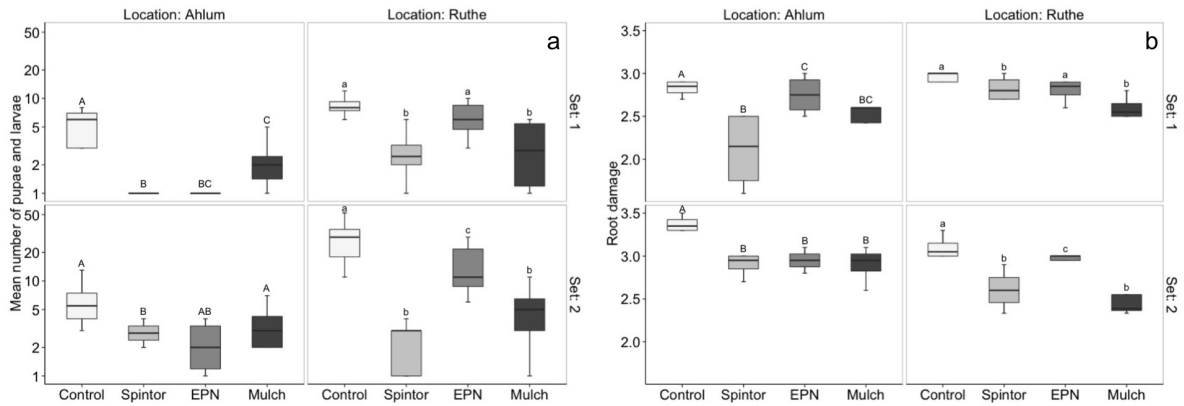 Location: Ahlum
Location: Ruthe
a
Mean number of pupae and larvae
50
20
10
5
2
1
A
B
BC
C
a
b
a
b
Set: 1
50
20
10
5
2
1
A
B
AB
A
a
b
c
b
Set: 2
Control Spintor EPN Mulch
Control Spintor EPN Mulch
Location: Ahlum
Location: Ruthe
b
Root damage
3.5
3.0
2.5
2.0
A
B
C
BC
a
b
a
b
Set: 1
3.5
3.0
2.5
2.0
A
B
B
B
a
b
c
b
Set: 2
Control Spintor EPN Mulch
Control Spintor EPN Mulch